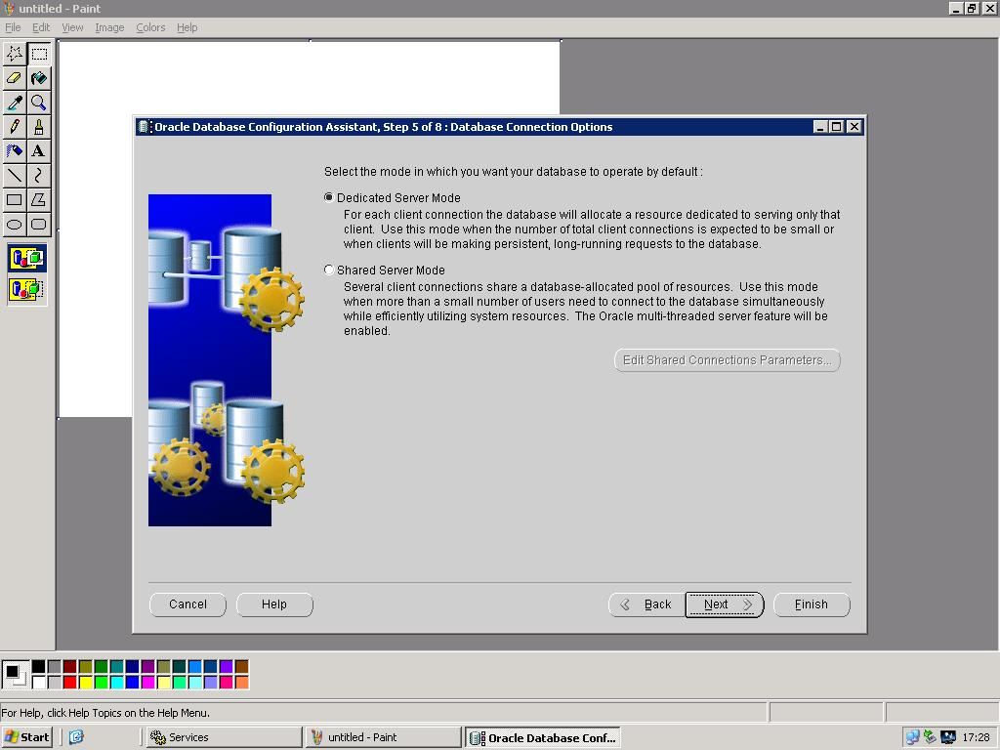 untitled - Paint
File Edit View Image Colors Help
A
Oracle Database Configuration Assistant, Step 5 of 8 : Database Connection Options
Select the mode in which you want your database to operate by default :
Dedicated Server Mode
For each client connection the database will allocate a resource dedicated to serving only that
client. Use this mode when the number of total client connections is expected to be small or
when clients will be making persistent, long-running requests to the database.
Shared Server Mode
Several client connections share a database-allocated pool of resources. Use this mode
when more than a small number of users need to connect to the database simultaneously
while efficiently utilizing system resources. The Oracle multi-threaded server feature will be
enabled.
Edit Shared Connections Parameters...
Cancel Help Back Next Finish
For Help, click Help Topics on the Help Menu.
Start Services untitled - Paint Oracle Database Conf... 17:28